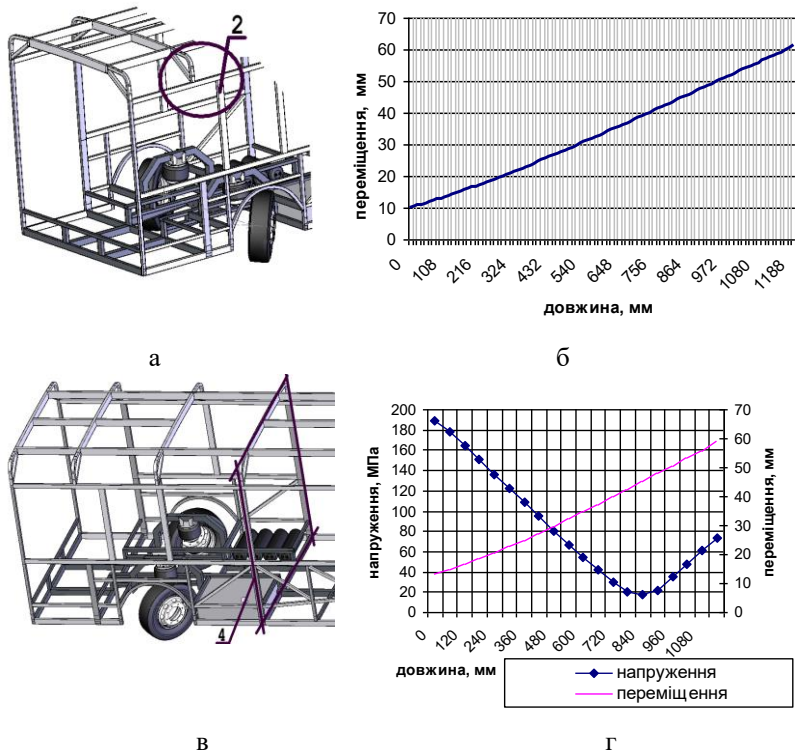 2
70
60
50
40
30
20
10
0
переміщення, мм
0 108 216 324 432 540 648 756 864 972 1080 1188
довжина, мм
а
б
4
200
180
160
140
120
100
80
60
40
20
0
напруження, МПа
70
60
50
40
30
20
10
0
переміщення, мм
0 120 240 360 480 600 720 840 960 1080
довжина, мм
напруження
переміщення
в
г